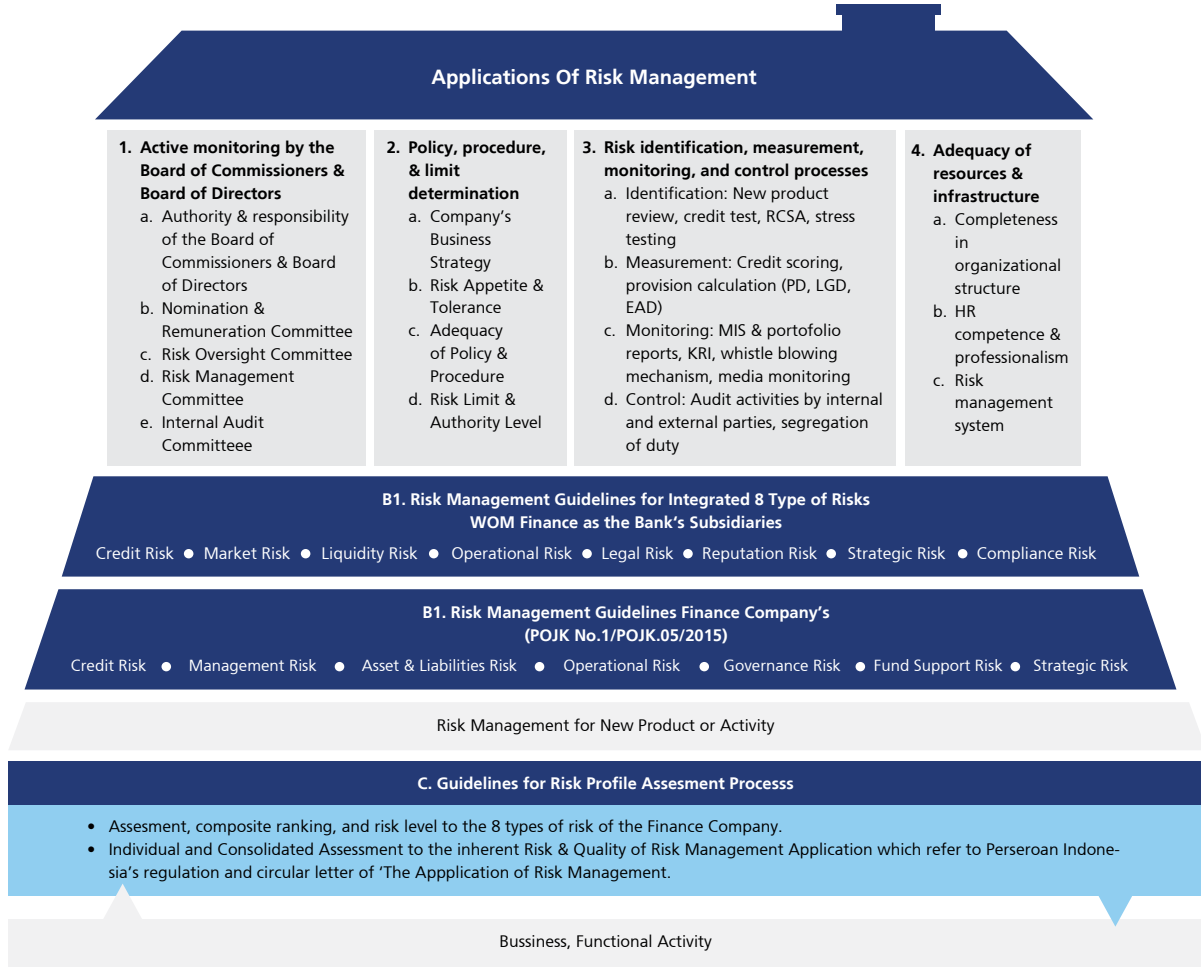 Applications Of Risk Management
1. Active monitoring by the
Board of Commissioners &
Board of Directors
a. Authority & responsibility
of the Board of
Commissioners & Board
of Directors
b. Nomination &
Remuneration Committee
c. Risk Oversight Committee
d. Risk Management
Committee
e. Internal Audit
Committeee
2. Policy, procedure,
& limit
determination
a. Company's
Business
Strategy
b. Risk Appetite &
Tolerance
c. Adequacy
of Policy &
Procedure
d. Risk Limit &
Authority Level
3. Risk identification, measurement,
monitoring, and control processes
a. Identification: New product
review, credit test, RCSA, stress
testing
b. Measurement: Credit scoring,
provision calculation (PD, LGD,
EAD)
c. Monitoring: MIS & portofolio
reports, KRI, whistle blowing
mechanism, media monitoring
d. Control: Audit activities by internal
and external parties, segregation
of duty
4. Adequacy of
resources &
infrastructure
a. Completeness
in
organizational
structure
b. HR
competence &
professionalism
c. Risk
management
system
B1. Risk Management Guidelines for Integrated 8 Type of Risks
WOM Finance as the Bank's Subsidiaries
Credit Risk ● Market Risk ● Liquidity Risk ● Operational Risk ● Legal Risk ● Reputation Risk ● Strategic Risk ● Compliance Risk
B1. Risk Management Guidelines Finance Company's
(POJK No.1/POJK.05/2015)
Credit Risk ● Management Risk ● Asset & Liabilities Risk ● Operational Risk ● Governance Risk ● Fund Support Risk ● Strategic Risk
Risk Management for New Product or Activity
C. Guidelines for Risk Profile Assesment Processs
• Assesment, composite ranking, and risk level to the 8 types of risk of the Finance Company.
• Individual and Consolidated Assessment to the inherent Risk & Quality of Risk Management Application which refer to Perseroan Indone-
sia's regulation and circular letter of 'The Appplication of Risk Management.
Bussiness, Functional Activity